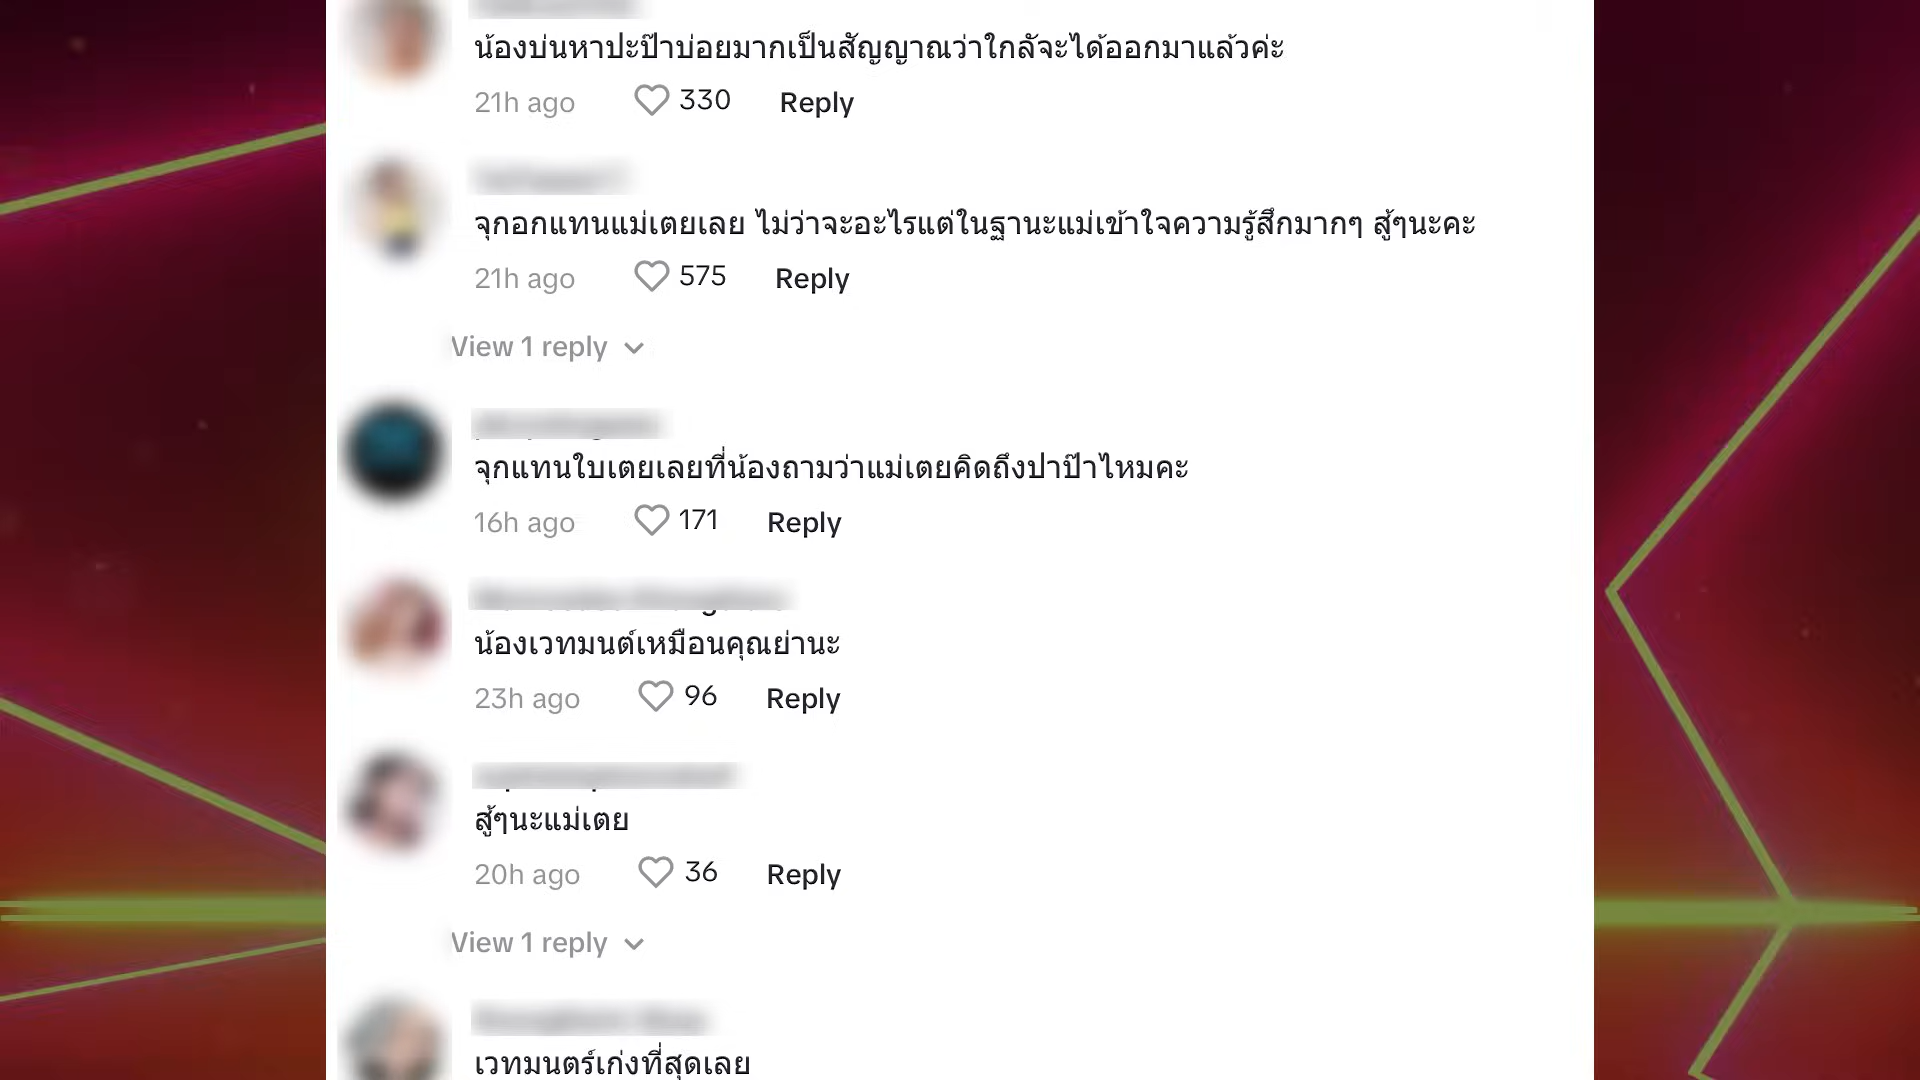 น้องบ่นหาปะป๊าบ่อยมากเป็นสัญญาณว่าใกล้จะได้ออกมาแล้วค่ะ
21h ago 330 Reply
จุกอกแทนแม่เตยเลย ไม่ว่าจะอะไรแต่ในฐานะแม่เข้าใจความรู้สึกมากๆ สู้ๆนะคะ
21h ago 575 Reply
View 1 reply
จุกแทนใบเตยเลยที่น้องถามว่าแม่เตยคิดถึงปาป๊าไหมคะ
16h ago 171 Reply
น้องเวทมนต์เหมือนคุณย่านะ
23h ago 96 Reply
สู้ๆนะแม่เตย
20h ago 36 Reply
View 1 reply
เวทมนตร์เก่งที่สุดเลย